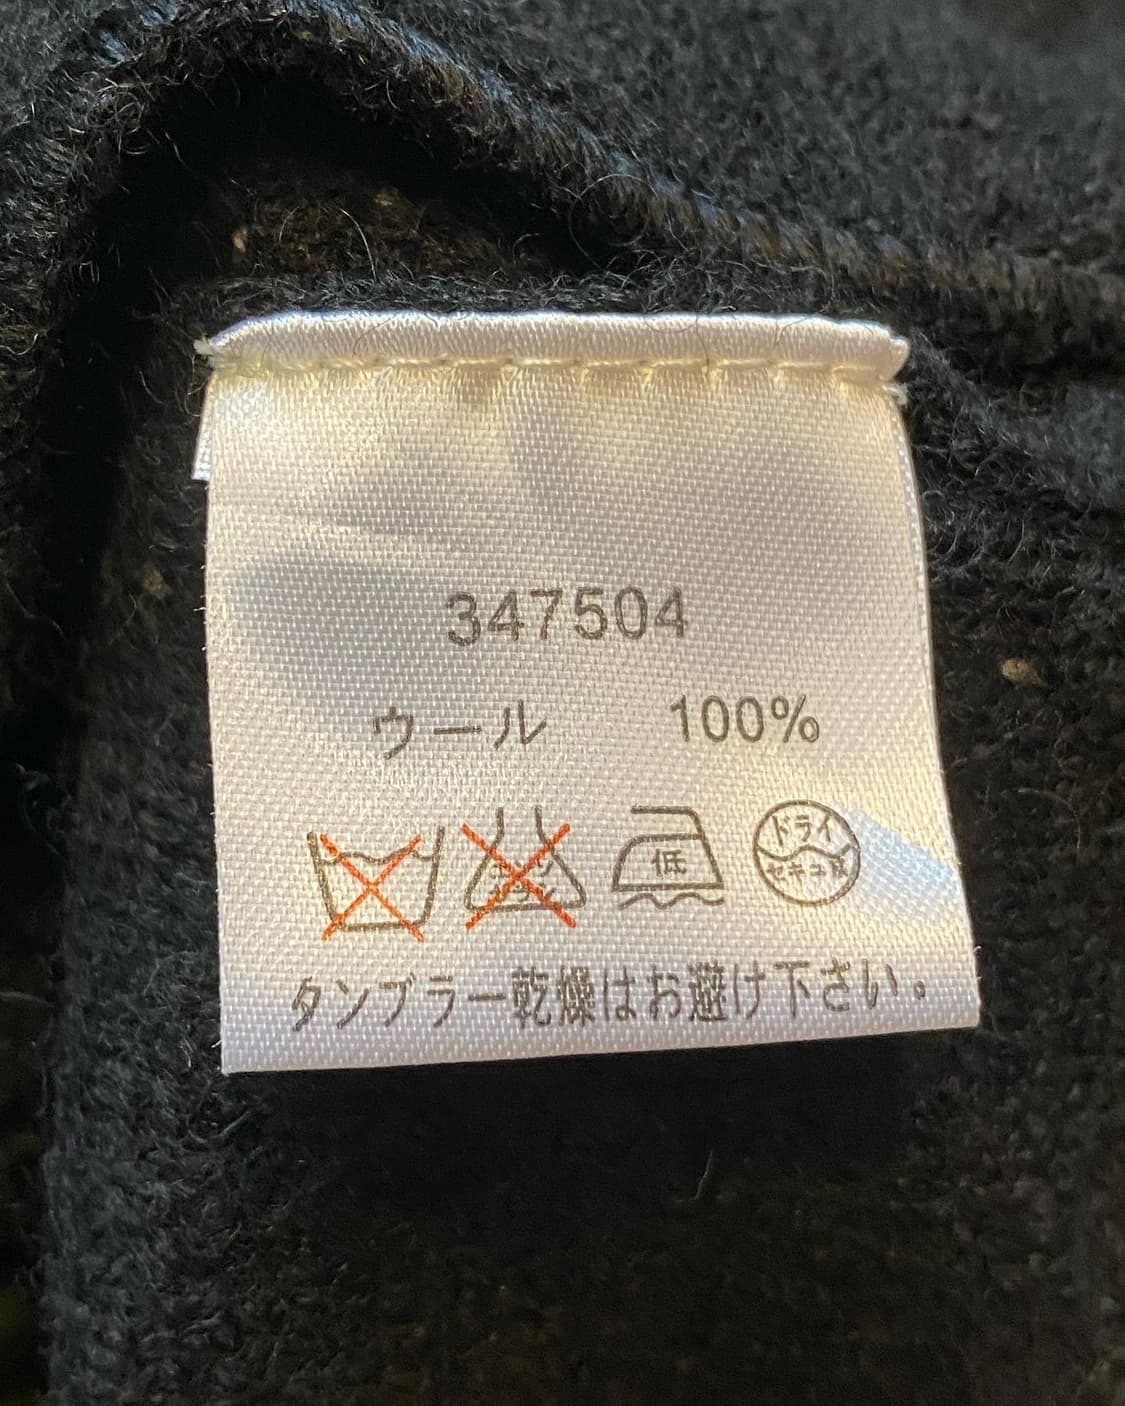 347504
ウール 100%
低 ドライ
セキユ系
タンブラー乾燥はお避け下さい。